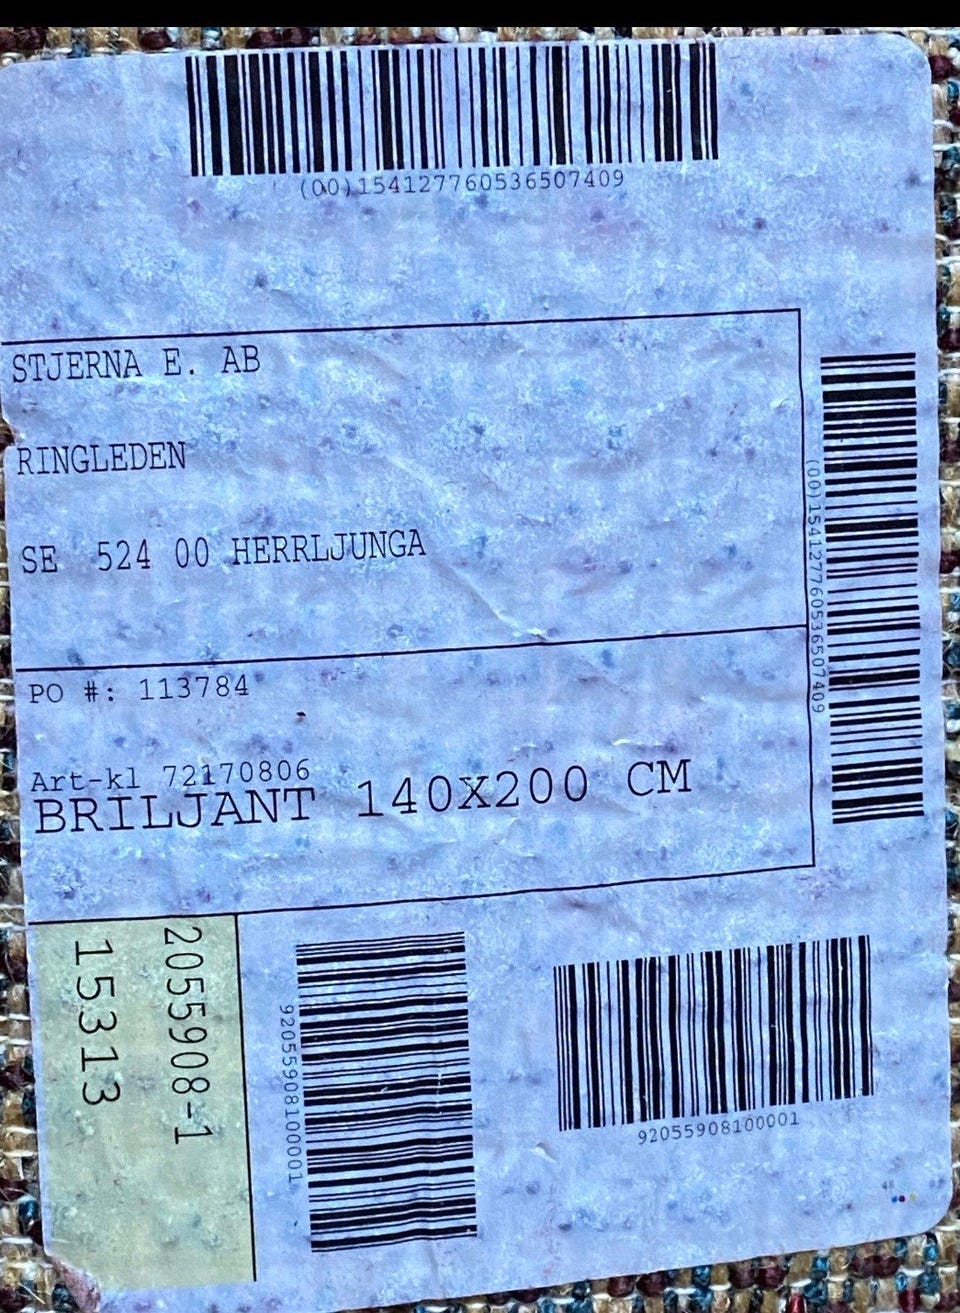 (00)154127760536507409
STJERNA E. AB
RINGLEDEN
SE 524 00 HERRLJUNGA
(00)154127760536507409
PO #: 113784
Art-kl 72170806
BRILJANT 140X200 CM
2055908-1
15313
92055908100001
92055908100001